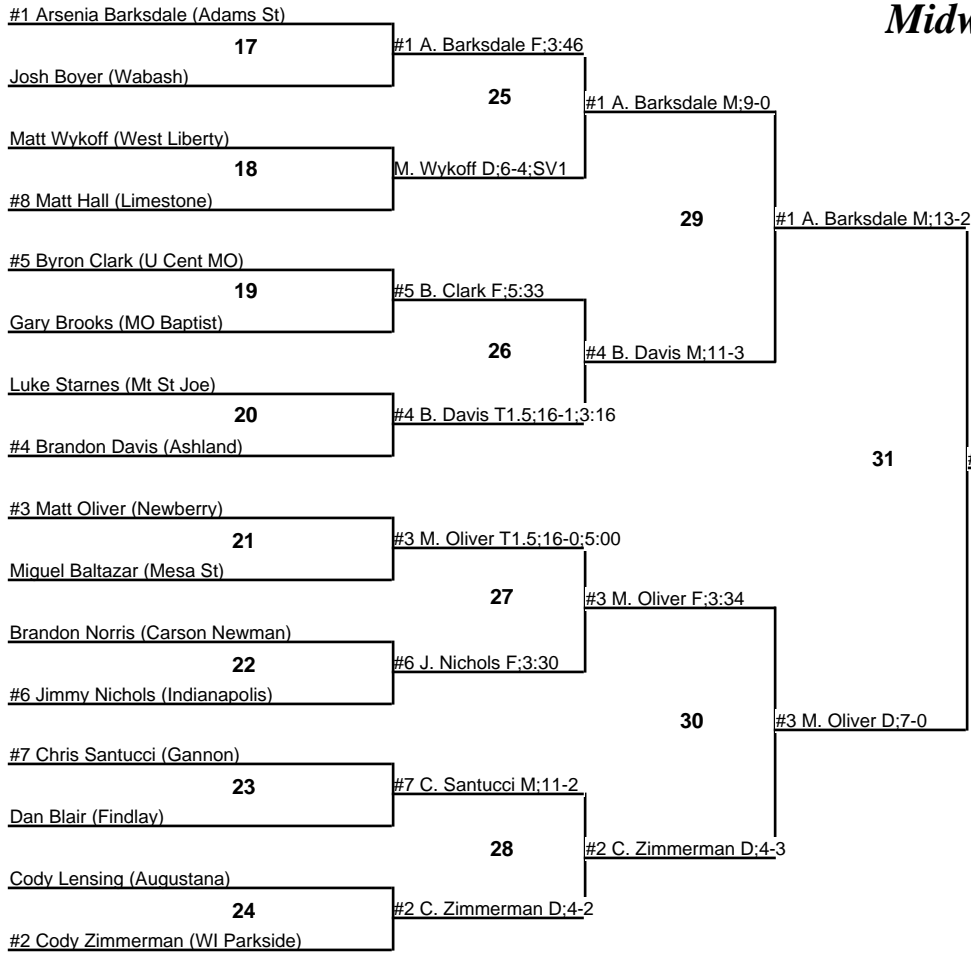 #1 Arsenia Barksdale (Adams St)
17
Josh Boyer (Wabash)
Matt Wykoff (West Liberty)
18
#8 Matt Hall (Limestone)
#5 Byron Clark (U Cent MO)
19
Gary Brooks (MO Baptist)
Luke Starnes (Mt St Joe)
20
#4 Brandon Davis (Ashland)
#3 Matt Oliver (Newberry)
21
Miguel Baltazar (Mesa St)
Brandon Norris (Carson Newman)
22
#6 Jimmy Nichols (Indianapolis)
#7 Chris Santucci (Gannon)
23
Dan Blair (Findlay)
Cody Lensing (Augustana)
24
#2 Cody Zimmerman (WI Parkside)
#1 A. Barksdale F;3:46
25
M. Wykoff D;6-4;SV1
#5 B. Clark F;5:33
26
#4 B. Davis T1.5;16-1;3:16
#3 M. Oliver T1.5;16-0;5:00
27
#6 J. Nichols F;3:30
#7 C. Santucci M;11-2
28
#2 C. Zimmerman D;4-2
#1 A. Barksdale M;9-0
29
#4 B. Davis M;11-3
#3 M. Oliver F;3:34
30
#2 C. Zimmerman D;4-3
#1 A. Barksdale M;13-2
31
#3 M. Oliver D;7-0